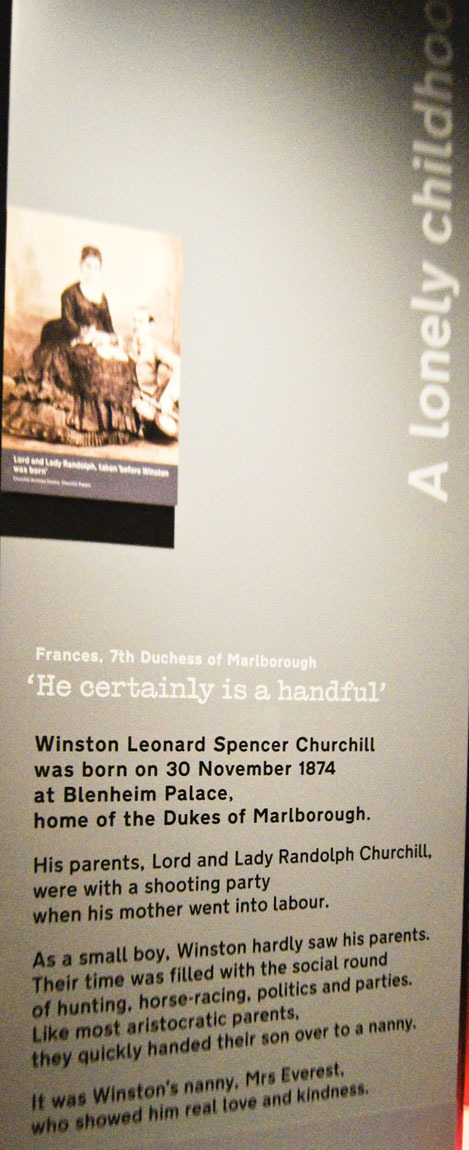 A lonely childhoo
Lord and Lady Randolph, taken 'before Winston
was born'
Frances, 7th Duchess of Marlborough
'He certainly is a handful'
Winston Leonard Spencer Churchill
was born on 30 November 1874
at Blenheim Palace,
home of the Dukes of Marlborough.
His parents, Lord and Lady Randolph Churchill,
were with a shooting party
when his mother went into labour.
As a small boy, Winston hardly saw his parents.
Their time was filled with the social round
of hunting, horse-racing, politics and parties.
Like most aristocratic parents,
they quickly handed their son over to a nanny.
It was Winston's nanny, Mrs Everest,
who showed him real love and kindness.